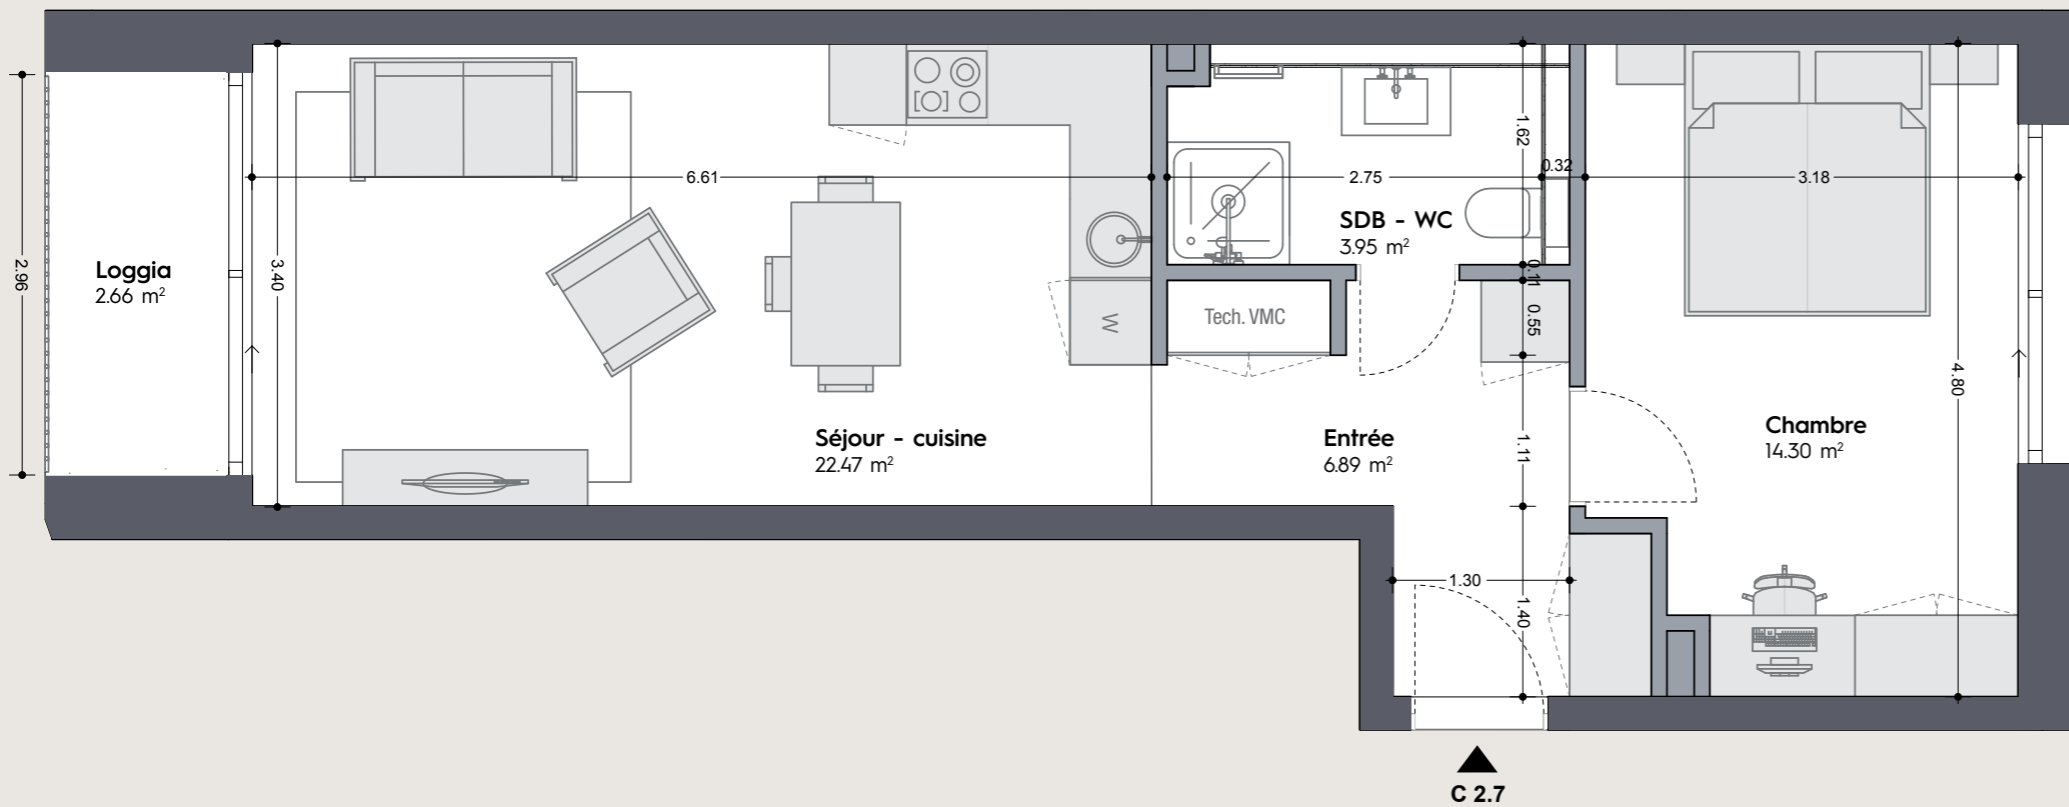 2.96
Loggia
2.66 m²
3.40
6.61
W
Séjour - cuisine
22.47 m²
2.75
SDB - WC
3.95 m²
1.62
0.32
0.11
0.55
Tech. VMC
Entrée
6.89 m²
1.11
1.30
1.40
3.18
4.80
Chambre
14.30 m²
C 2.7